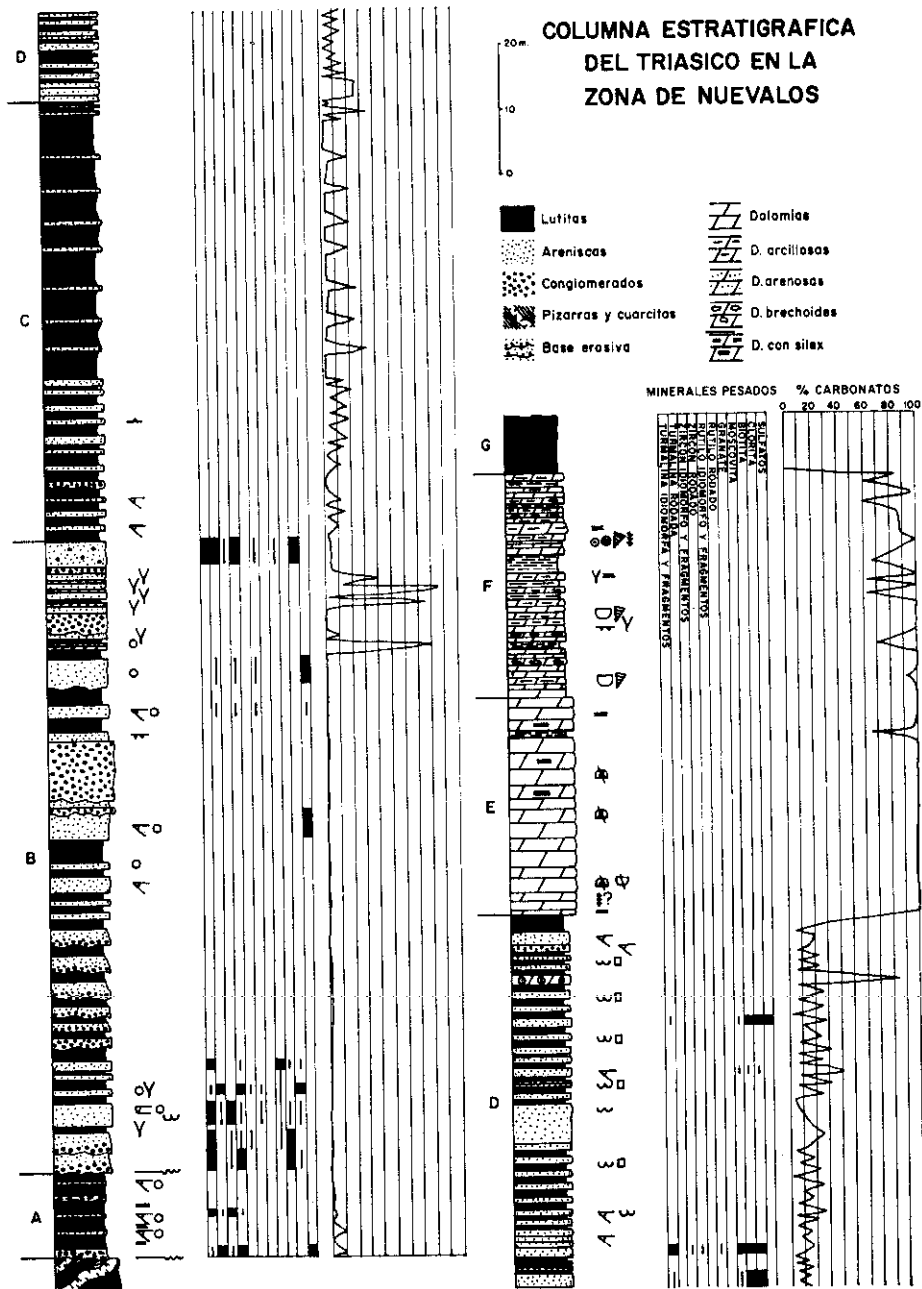 COLUMNA ESTRATIGRAFICA
DEL TRIASICO EN LA
ZONA DE NUEVALOS
20 m.
10
0
Lutitas
Areniscas
Conglomerados
Pizarras y cuarcitas
Base erosiva
Dolomias
D. arcillosas
D. arenosas
D. brechoides
D. con silex
D
C
B
A
MINERALES PESADOS
% CARBONATOS
20 40 60 80 100
SULFATOS
CLORITA
BIOTITA
MOSCOVITA
GRANATE
RUTILO RODADO
RUTILO IDIOMORFO Y FRAGMENTOS
ZIRCON RODADO
ZIRCON IDIOMORFO Y FRAGMENTOS
TURMALINA RODADA
TURMALINA IDIOMORFA Y FRAGMENTOS
G
F
E
D